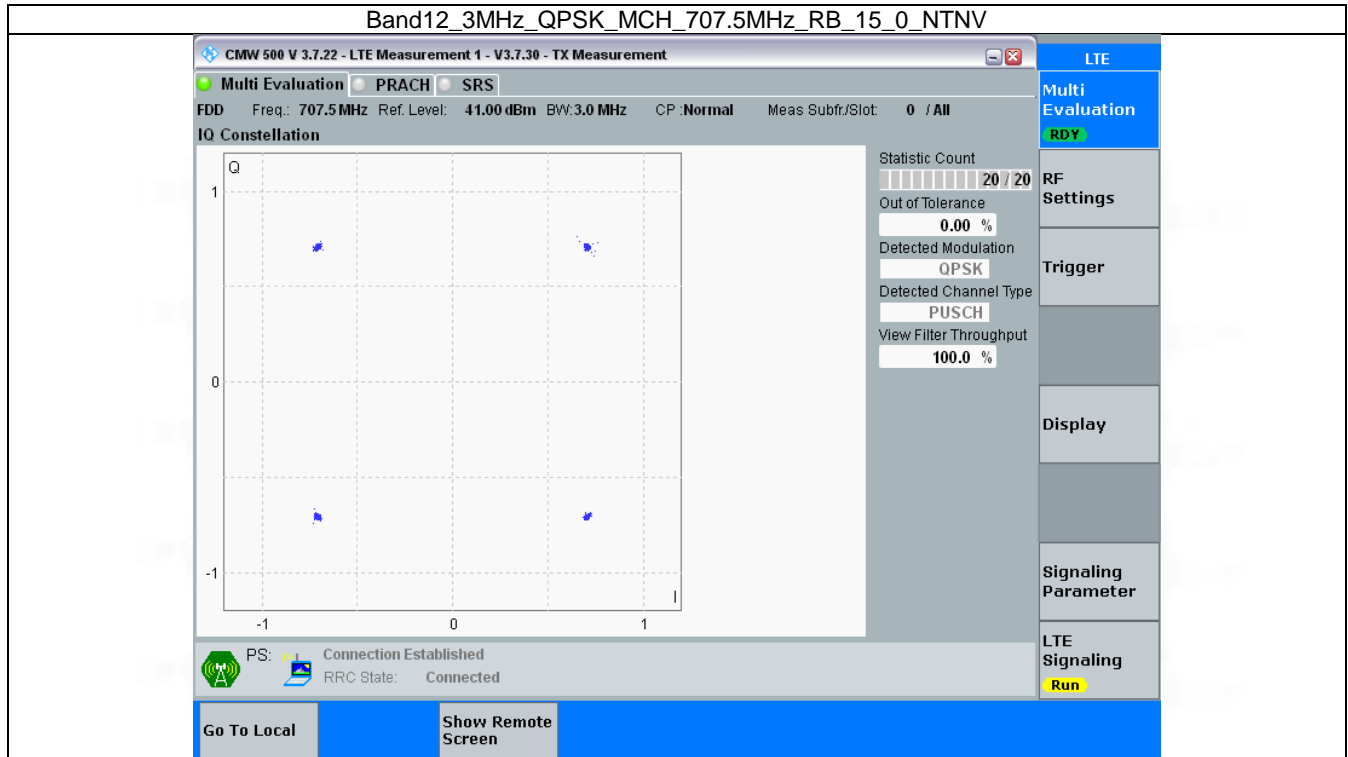 Band12_3MHz_QPSK_MCH_707.5MHz_RB_15_0_NTNV
CMW 500 V 3.7.22 - LTE Measurement 1 - V3.7.30 - TX Measurement
LTE
Multi Evaluation PRACH SRS
Multi
Evaluation
RDY
FDD Freq.: 707.5 MHz Ref. Level: 41.00 dBm BW: 3.0 MHz CP :Normal Meas Subfr./Slot: 0 / All
IQ Constellation
Q
1
0
-1
I
-1 0 1
Statistic Count
20 / 20
Out of Tolerance
0.00 %
Detected Modulation
QPSK
Detected Channel Type
PUSCH
View Filter Throughput
100.0 %
RF
Settings
Trigger
Display
Signaling
Parameter
LTE
Signaling
Run
PS: Connection Established
RRC State: Connected
Go To Local
Show Remote
Screen